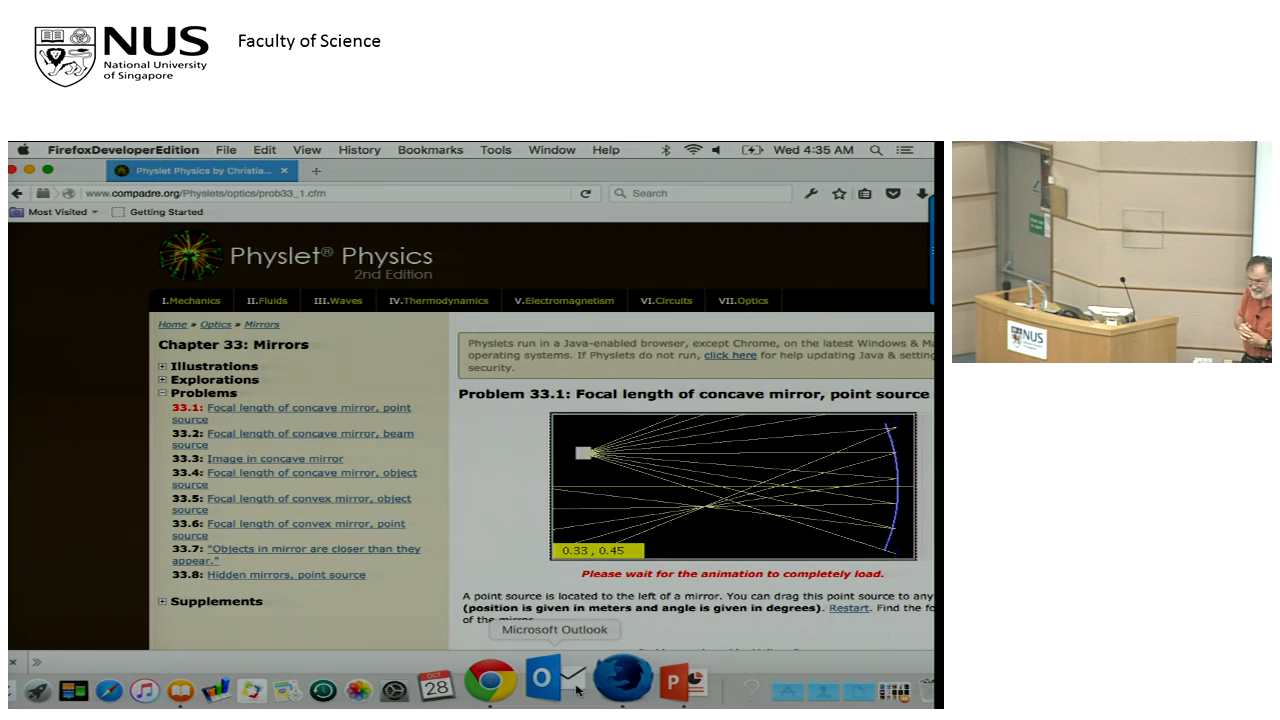 NUS
National University
of Singapore
Faculty of Science
FirefoxDeveloperEdition File Edit View History Bookmarks Tools Window Help Wed 4:35 AM
Physlet Physics by Christia...
www.compadre.org/Physlets/optics/prob33_1.cfm
Search
Most Visited
Getting Started
Physlet® Physics
2nd Edition
I.Mechanics II.Fluids III.Waves IV.Thermodynamics V.Electromagnetism VI.Circuits VII.Optics
Home » Optics » Mirrors
Chapter 33: Mirrors
Illustrations
Explorations
Problems
33.1: Focal length of concave mirror, point
source
33.2: Focal length of concave mirror, beam
source
33.3: Image in concave mirror
33.4: Focal length of concave mirror, object
source
33.5: Focal length of convex mirror, object
source
33.6: Focal length of convex mirror, point
source
33.7: "Objects in mirror are closer than they
appear."
33.8: Hidden mirrors, point source
Supplements
Physlets run in a Java-enabled browser, except Chrome, on the latest Windows & Ma
operating systems. If Physlets do not run, click here for help updating Java & setting
security.
Problem 33.1: Focal length of concave mirror, point source
0.33 , 0.45
Please wait for the animation to completely load.
A point source is located to the left of a mirror. You can drag this point source to any
(position is given in meters and angle is given in degrees). Restart. Find the fo
of the mirror.
Microsoft Outlook
OCT
28
O
P
NUS